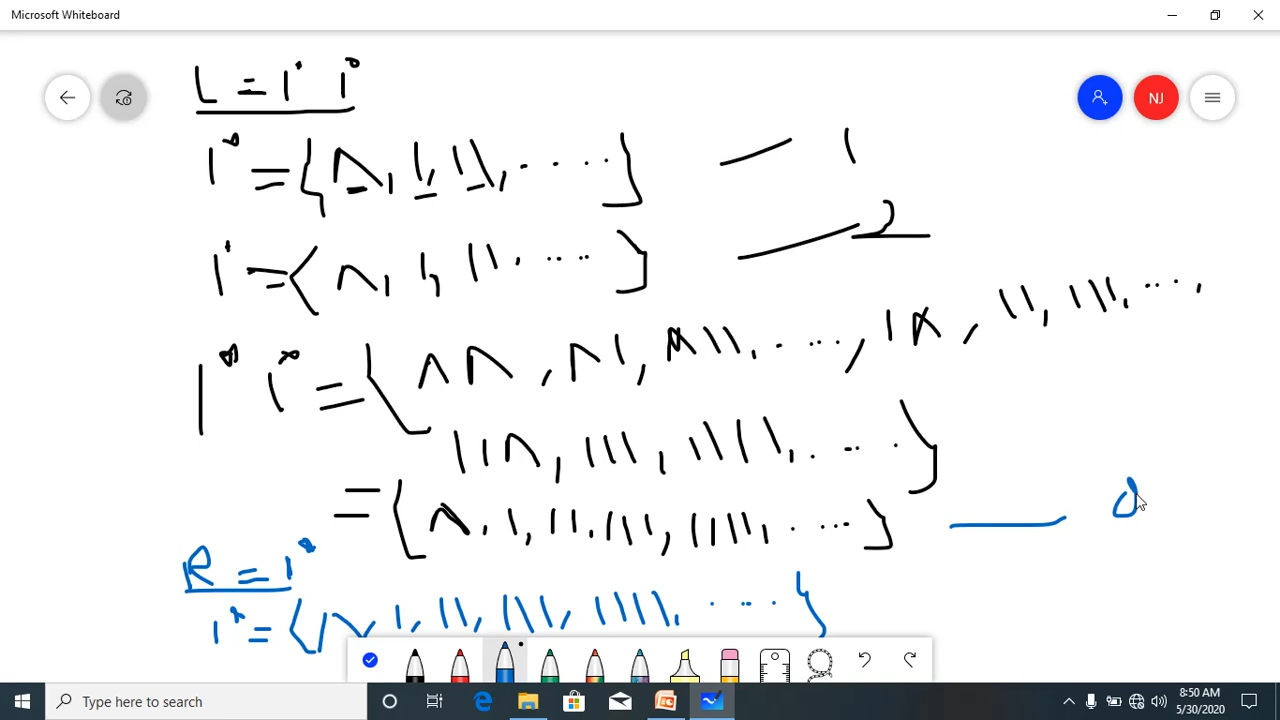 Microsoft Whiteboard
NJ
L = 1* 1*
1* = {Λ, 1, 11, .....} — 1
1* = {Λ, 1, 11, ....} — 2
1* 1* = {ΛΛ, Λ1, Λ11, ....., 1Λ, 11, 111, ....,
11Λ, 111, 1111, .....}
= {Λ, 1, 11, 111, 1111, ....} —
R = 1*
1* = {Λ, 1, 11, 111, 1111, ....}
Type here to search
8:50 AM
5/30/2020